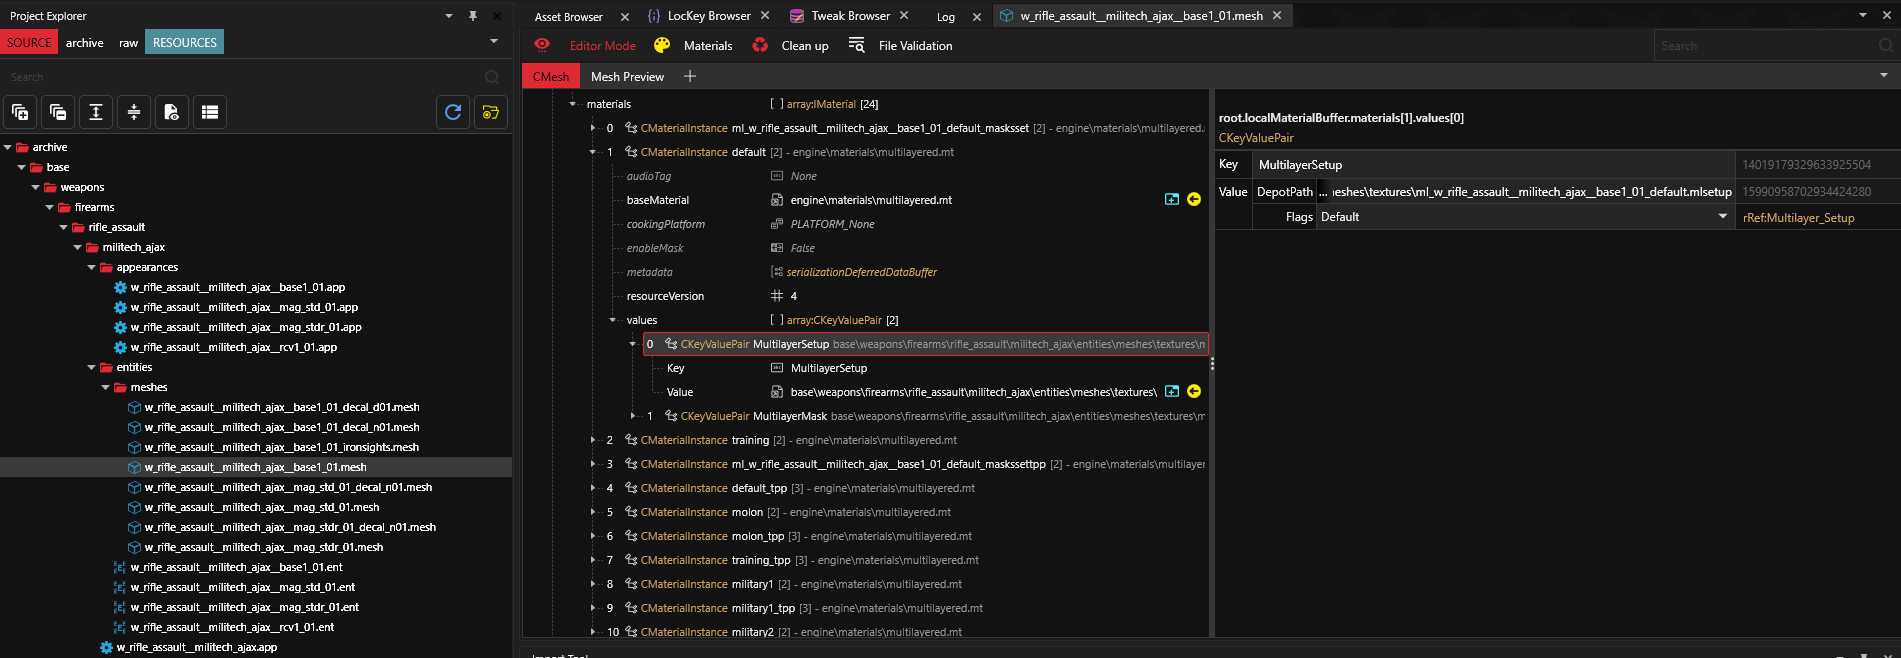 Project Explorer
SOURCE archive raw RESOURCES
Search
archive
base
weapons
firearms
rifle_assault
militech_ajax
appearances
w_rifle_assault__militech_ajax__base1_01.app
w_rifle_assault__militech_ajax__mag_std_01.app
w_rifle_assault__militech_ajax__mag_stdr_01.app
w_rifle_assault__militech_ajax__rcv1_01.app
entities
meshes
w_rifle_assault__militech_ajax__base1_01_decal_d01.mesh
w_rifle_assault__militech_ajax__base1_01_decal_n01.mesh
w_rifle_assault__militech_ajax__base1_01_ironsights.mesh
w_rifle_assault__militech_ajax__base1_01.mesh
w_rifle_assault__militech_ajax__mag_std_01_decal_n01.mesh
w_rifle_assault__militech_ajax__mag_std_01.mesh
w_rifle_assault__militech_ajax__mag_stdr_01_decal_n01.mesh
w_rifle_assault__militech_ajax__mag_stdr_01.mesh
w_rifle_assault__militech_ajax__base1_01.ent
w_rifle_assault__militech_ajax__mag_std_01.ent
w_rifle_assault__militech_ajax__mag_stdr_01.ent
w_rifle_assault__militech_ajax__rcv1_01.ent
w_rifle_assault__militech_ajax.app
Asset Browser LocKey Browser Tweak Browser Log w_rifle_assault__militech_ajax__base1_01.mesh
Editor Mode Materials Clean up File Validation Search
CMesh Mesh Preview
materials [ ] array:IMaterial [24]
0 CMaterialInstance ml_w_rifle_assault__militech_ajax__base1_01_default_masksset [2] - engine\materials\multilayered.
1 CMaterialInstance default [2] - engine\materials\multilayered.mt
audioTag None
baseMaterial engine\materials\multilayered.mt
cookingPlatform PLATFORM_None
enableMask False
metadata serializationDeferredDataBuffer
resourceVersion 4
values [ ] array:CKeyValuePair [2]
0 CKeyValuePair MultilayerSetup base\weapons\firearms\rifle_assault\militech_ajax\entities\meshes\textures\m
Key MultilayerSetup
Value base\weapons\firearms\rifle_assault\militech_ajax\entities\meshes\textures\
1 CKeyValuePair MultilayerMask base\weapons\firearms\rifle_assault\militech_ajax\entities\meshes\textures\m
2 CMaterialInstance training [2] - engine\materials\multilayered.mt
3 CMaterialInstance ml_w_rifle_assault__militech_ajax__base1_01_default_maskssettpp [2] - engine\materials\multilayer
4 CMaterialInstance default_tpp [3] - engine\materials\multilayered.mt
5 CMaterialInstance molon [2] - engine\materials\multilayered.mt
6 CMaterialInstance molon_tpp [3] - engine\materials\multilayered.mt
7 CMaterialInstance training_tpp [3] - engine\materials\multilayered.mt
8 CMaterialInstance military1 [2] - engine\materials\multilayered.mt
9 CMaterialInstance military1_tpp [3] - engine\materials\multilayered.mt
10 CMaterialInstance military2 [2] - engine\materials\multilayered.mt
root.localMaterialBuffer.materials[1].values[0]
CKeyValuePair
Key MultilayerSetup 14019179329633925504
Value DepotPath ... neshes\textures\ml_w_rifle_assault__militech_ajax__base1_01_default.mlsetup 15990958702934424280
Flags Default rRef:Multilayer_Setup
Import Tool